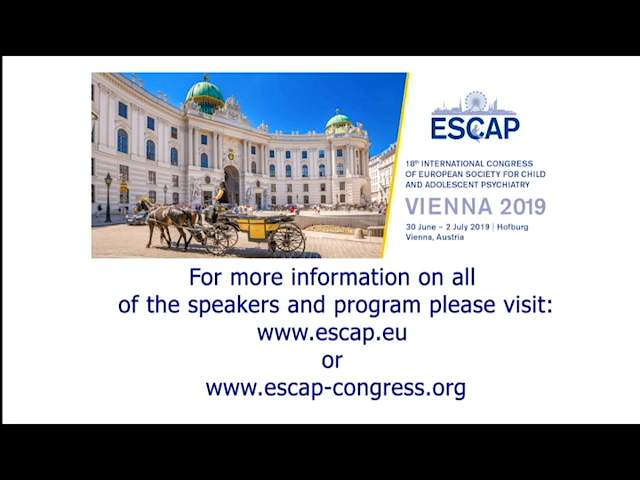 ESCAP
18th INTERNATIONAL CONGRESS
OF EUROPEAN SOCIETY FOR CHILD
AND ADOLESCENT PSYCHIATRY
VIENNA 2019
30 June – 2 July 2019 | Hofburg
Vienna, Austria
For more information on all
of the speakers and program please visit:
www.escap.eu
or
www.escap-congress.org